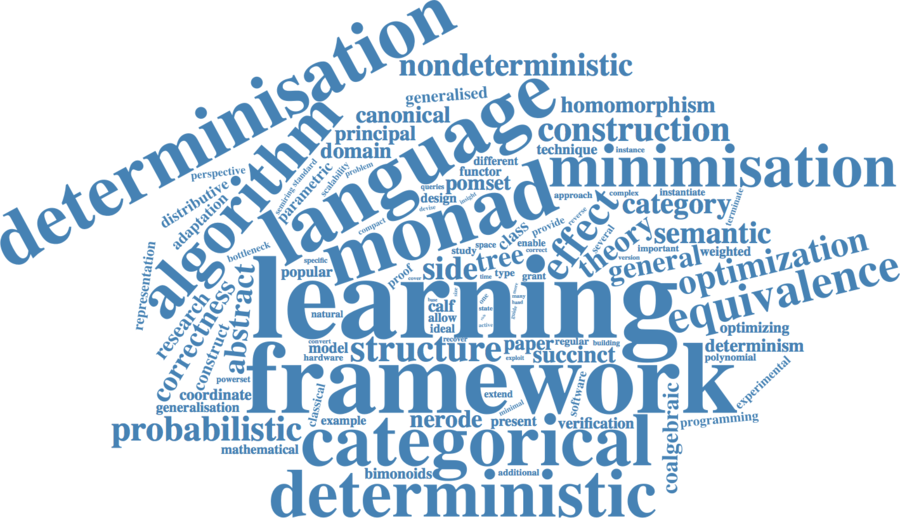 determinisation
nondeterministic
generalised
canonical
homomorphism
principal
construction
algorithm
language
domain
technique
instance
perspective
semiring
standard
problem
scalability
parametric
different
functor
minimisation
distributive
queries
pomset
approach
complex
instantiate
adaptation
design
insight
devise
monad
category
terminate
compact
effect
reverse
several
semantic
bottleneck
class
provide
theory
space
enable
study
correct
version
important
weighted
representation
specific
popular
proof
side
tree
type
time
grant
general
optimization
abstract
learning
equivalence
research
correctness
natural
calf
allow
ideal
one
state
active
many
hand
optimizing
construct
convert
recover
model
hardware
structure
paper
regular
building
succinct
exploit
determinism
polynomial
powerset
framework
experimental
coordinate
extend
software
generalisation
classical
example
minimal
nerode
present
verification
coalgebraic
programming
probabilistic
mathematical
categorical
bimonoids
additional
deterministic